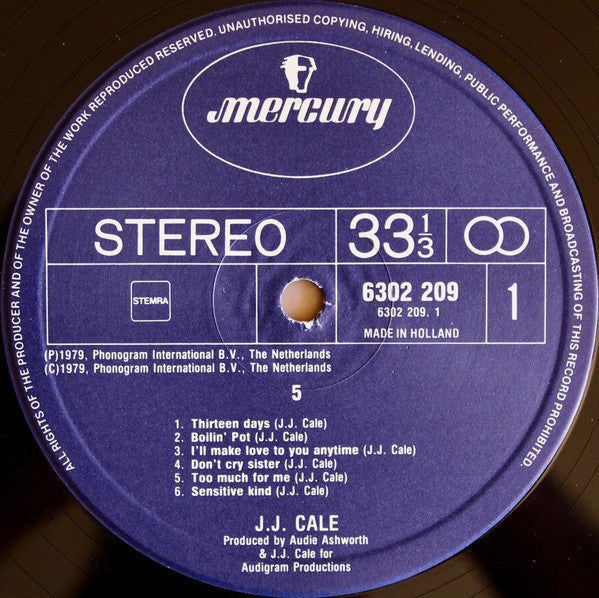 ALL RIGHTS OF THE PRODUCER AND OF THE OWNER OF THE WORK REPRODUCED RESERVED. UNAUTHORISED COPYING, HIRING, LENDING, PUBLIC PERFORMANCE AND BROADCASTING OF THIS RECORD PROHIBITED.
mercury
STEREO
33 1/3
STEMRA
6302 209
6302 209. 1
MADE IN HOLLAND
1
(P)1979, Phonogram International B.V., The Netherlands
(C)1979, Phonogram International B.V., The Netherlands
5
1. Thirteen days (J.J. Cale)
2. Boilin' Pot (J.J. Cale)
3. I'll make love to you anytime (J.J. Cale)
4. Don't cry sister (J.J. Cale)
5. Too much for me (J.J. Cale)
6. Sensitive kind (J.J. Cale)
J.J. CALE
Produced by Audie Ashworth
& J.J. Cale for
Audigram Productions